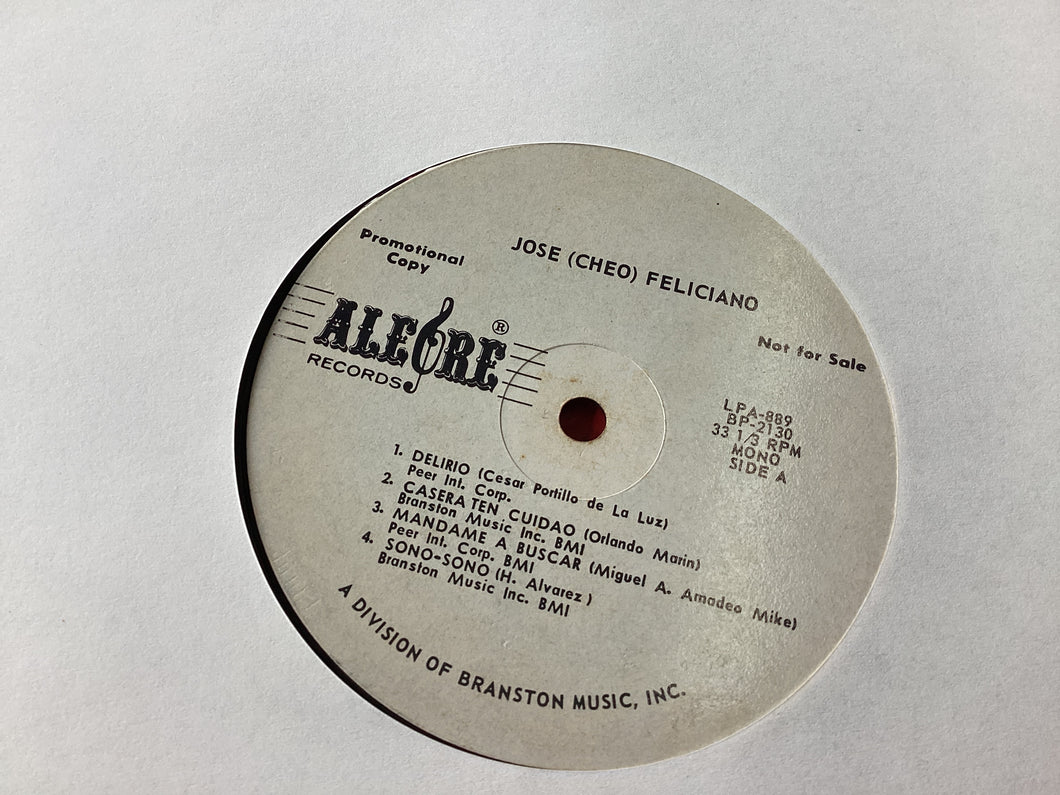 JOSE (CHEO) FELICIANO
Promotional
Copy
ALEGRE ®
RECORDS
Not for Sale
LPA-889
BP-2130
33 1/3 RPM
MONO
SIDE A
1. DELIRIO (Cesar Portillo de La Luz)
Peer Int. Corp.
2. CASERA TEN CUIDAO (Orlando Marin)
Branston Music Inc. BMI
3. MANDAME A BUSCAR (Miguel A. Amadeo Mike)
Peer Int. Corp. BMI
4. SONO-SONO (H. Alvarez)
Branston Music Inc. BMI
A DIVISION OF BRANSTON MUSIC, INC.